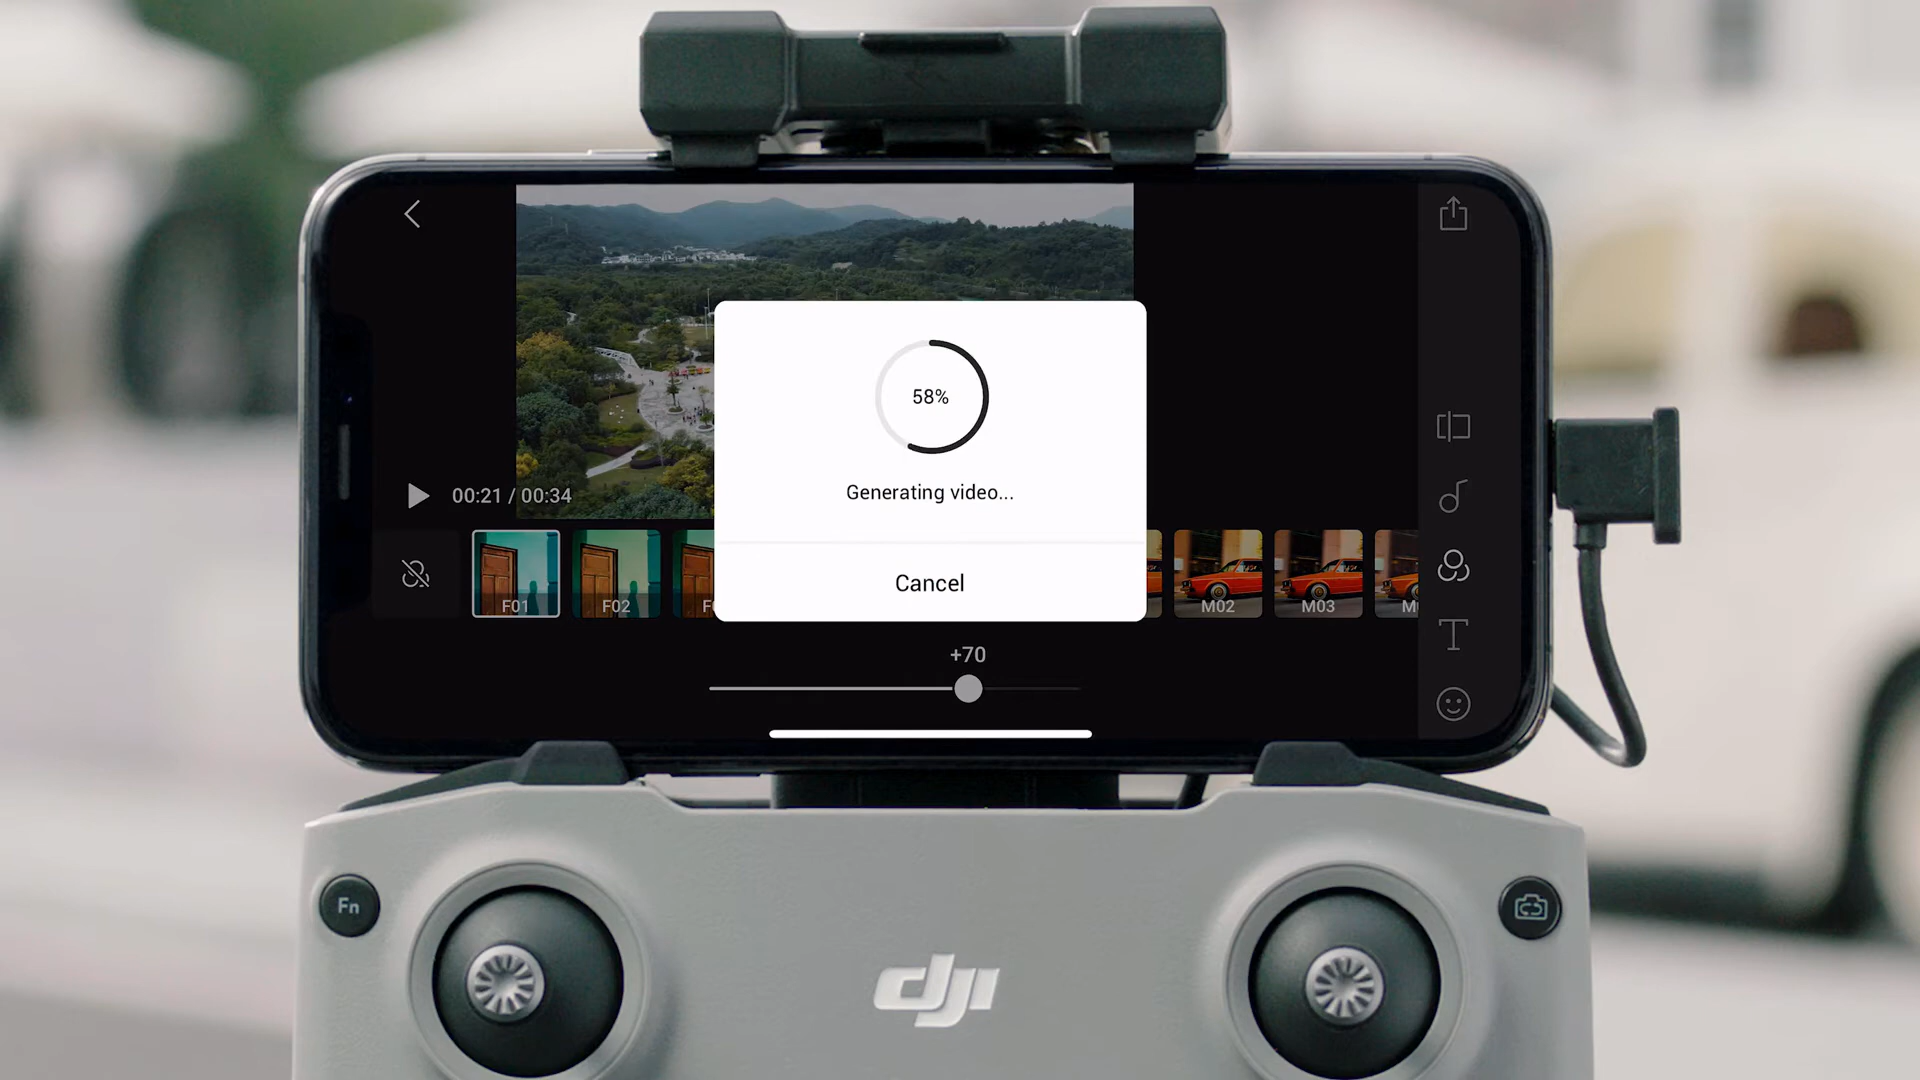 58%
Generating video...
00:21 / 00:34
Cancel
F01
F02
M02
M03
+70
Fn
dji